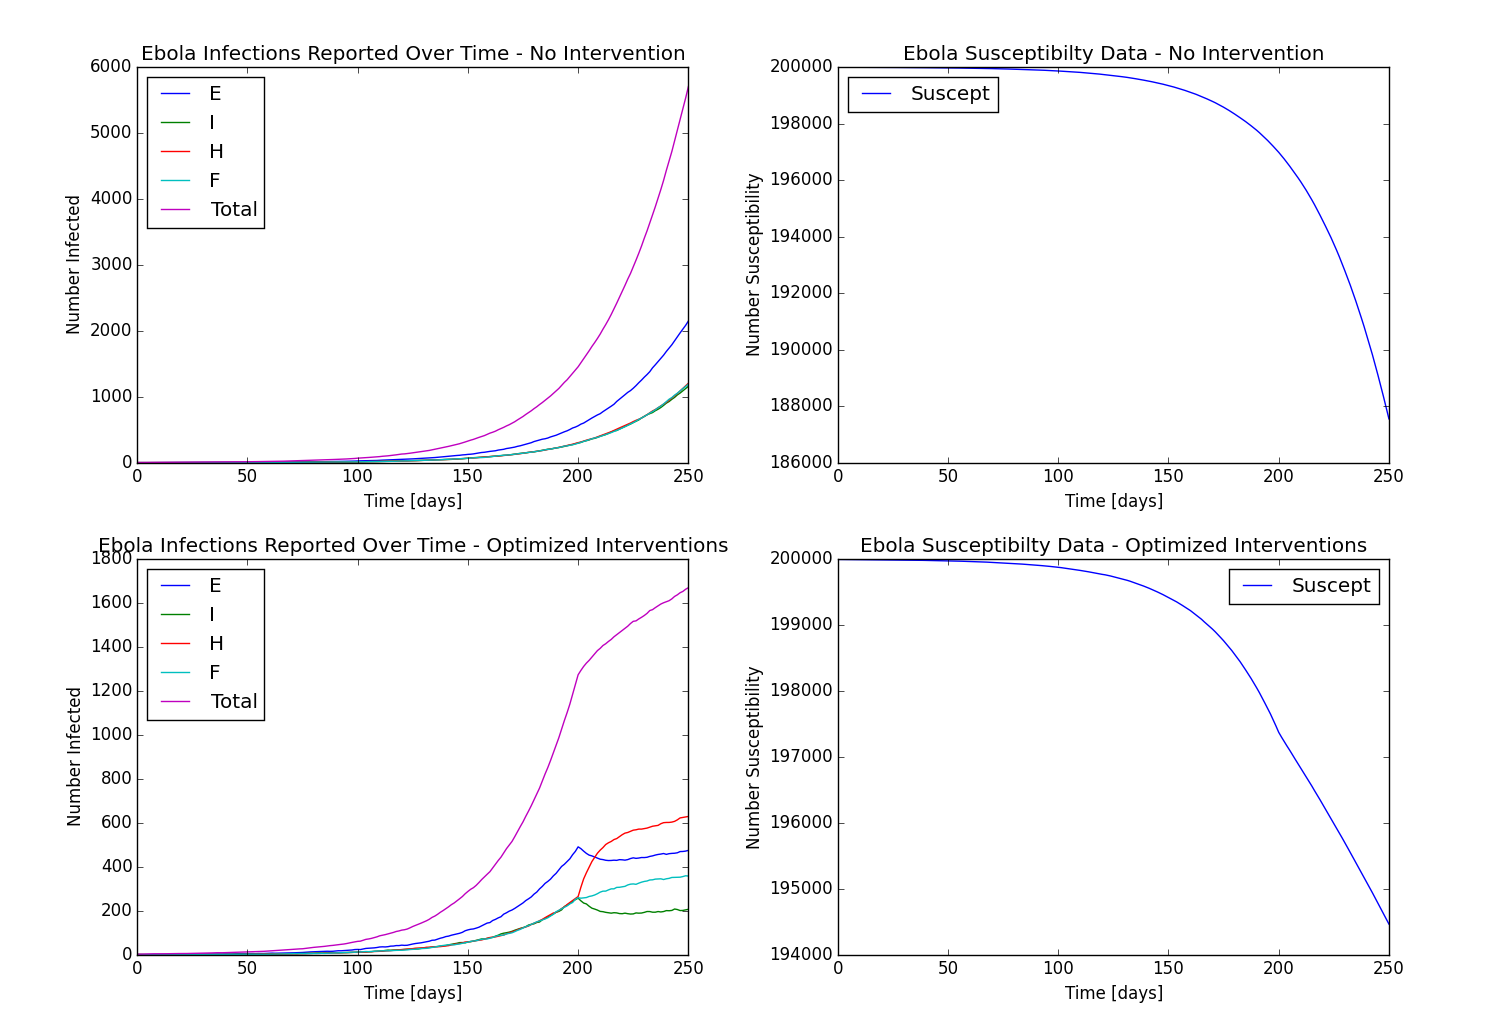 Ebola Infections Reported Over Time - No Intervention
6000
5000
4000
3000
2000
1000
0
Number Infected
E
I
H
F
Total
0 50 100 150 200 250
Time [days]
Ebola Susceptibilty Data - No Intervention
200000
198000
196000
194000
192000
190000
188000
186000
Number Susceptibility
Suscept
0 50 100 150 200 250
Time [days]
Ebola Infections Reported Over Time - Optimized Interventions
1800
1600
1400
1200
1000
800
600
400
200
0
Number Infected
E
I
H
F
Total
0 50 100 150 200 250
Time [days]
Ebola Susceptibilty Data - Optimized Interventions
200000
199000
198000
197000
196000
195000
194000
Number Susceptibility
Suscept
0 50 100 150 200 250
Time [days]